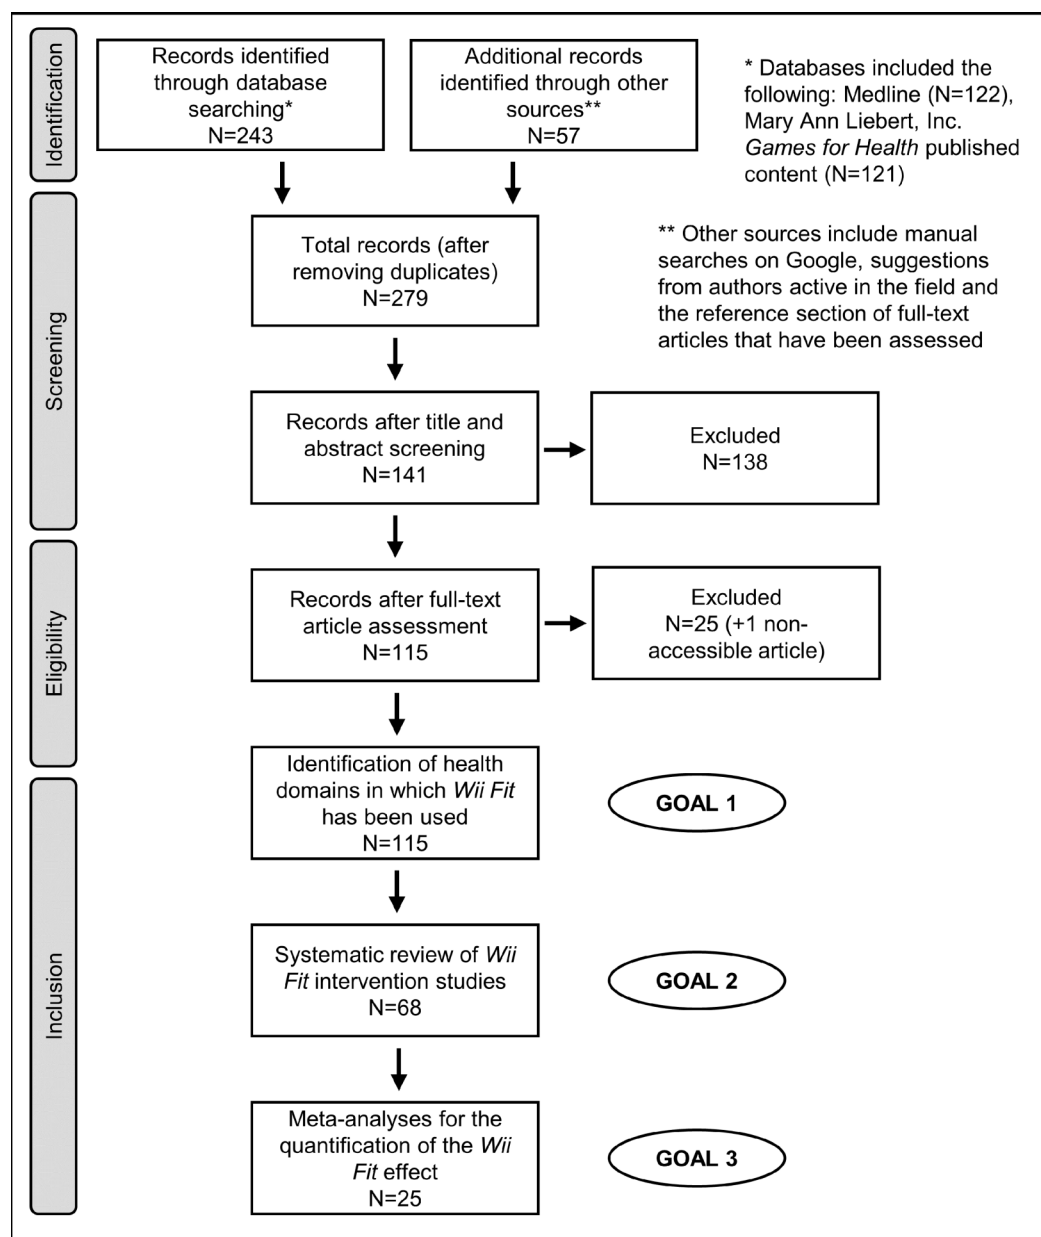 Identification
Records identified
through database
searching*
N=243
Additional records
identified through other
sources**
N=57
* Databases included the
following: Medline (N=122),
Mary Ann Liebert, Inc.
Games for Health published
content (N=121)
** Other sources include manual
searches on Google, suggestions
from authors active in the field and
the reference section of full-text
articles that have been assessed
Screening
Total records (after
removing duplicates)
N=279
Records after title and
abstract screening
N=141
Excluded
N=138
Eligibility
Records after full-text
article assessment
N=115
Excluded
N=25 (+1 non-
accessible article)
Inclusion
Identification of health
domains in which Wii Fit
has been used
N=115
GOAL 1
Systematic review of Wii
Fit intervention studies
N=68
GOAL 2
Meta-analyses for the
quantification of the Wii
Fit effect
N=25
GOAL 3